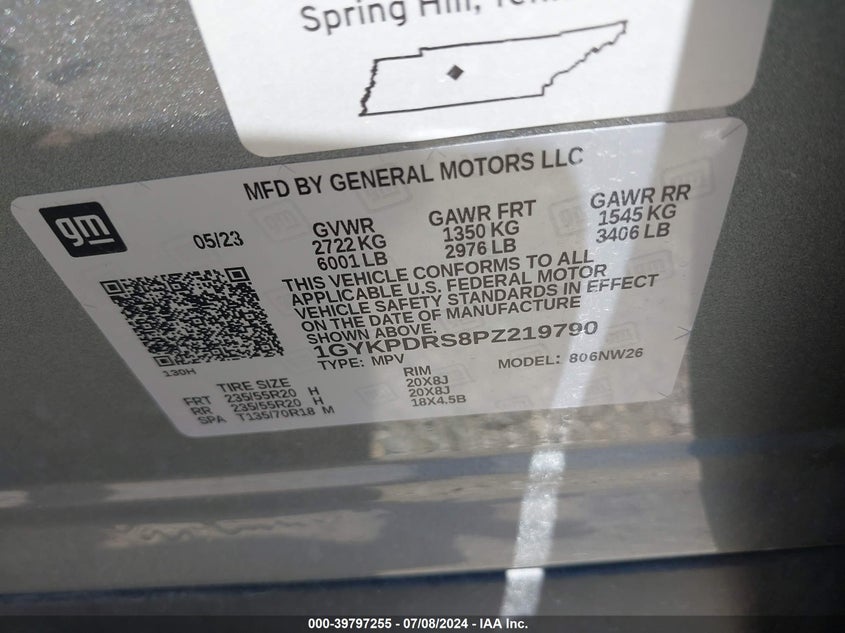 Spring Hill,
MFD BY GENERAL MOTORS LLC
gm
05/23
GVWR
2722 KG
6001 LB
GAWR FRT
1350 KG
2976 LB
GAWR RR
1545 KG
3406 LB
THIS VEHICLE CONFORMS TO ALL
APPLICABLE U.S. FEDERAL MOTOR
VEHICLE SAFETY STANDARDS IN EFFECT
ON THE DATE OF MANUFACTURE
SHOWN ABOVE.
1GYKPDRS8PZ219790
TYPE: MPV MODEL: 806NW26
130H
TIRE SIZE RIM
FRT 235/55R20 H 20X8J
RR 235/55R20 H 20X8J
SPA T135/70R18 M 18X4.5B
000-39797255 - 07/08/2024 - IAA Inc.